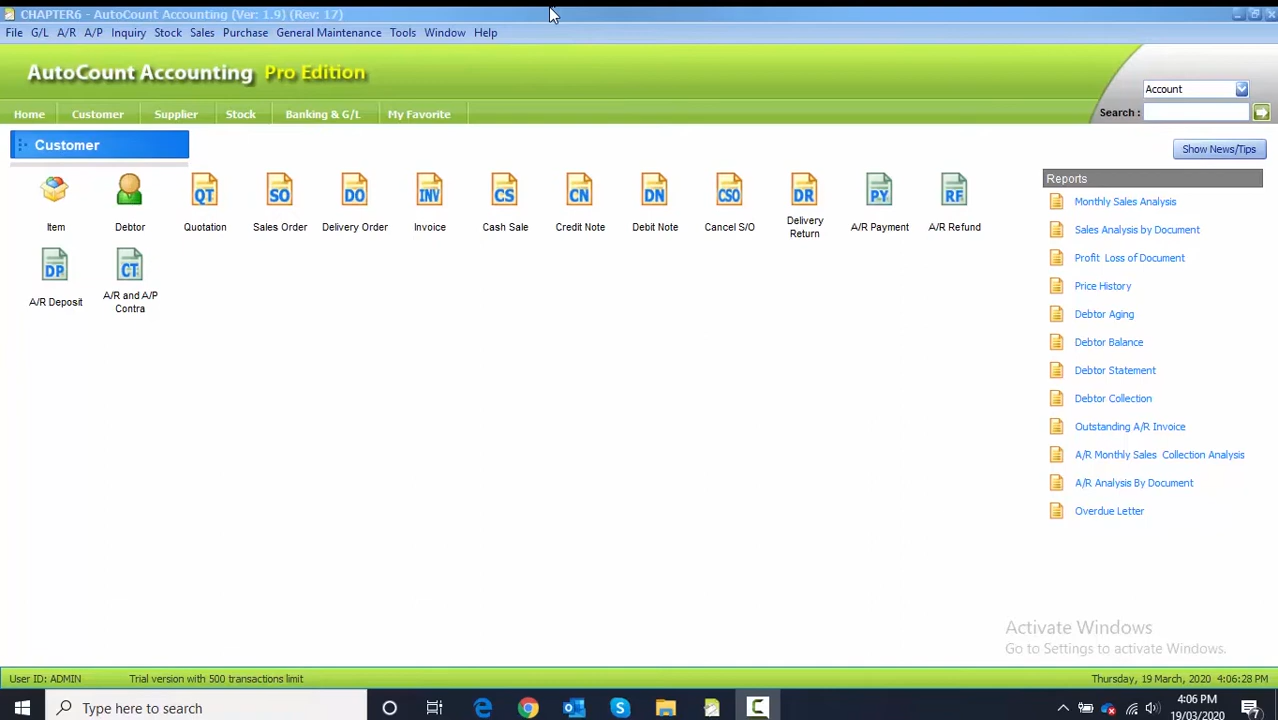 CHAPTER6 - AutoCount Accounting (Ver: 1.9) (Rev: 17)
File G/L A/R A/P Inquiry Stock Sales Purchase General Maintenance Tools Window Help
AutoCount Accounting Pro Edition
Account
Search :
Home Customer Supplier Stock Banking & G/L My Favorite
Customer
Show News/Tips
QT SO DO INV CS CN DN CSO DR PY RF
Item Debtor Quotation Sales Order Delivery Order Invoice Cash Sale Credit Note Debit Note Cancel S/O Delivery Return A/R Payment A/R Refund
DP CT
A/R Deposit A/R and A/P Contra
Reports
Monthly Sales Analysis
Sales Analysis by Document
Profit Loss of Document
Price History
Debtor Aging
Debtor Balance
Debtor Statement
Debtor Collection
Outstanding A/R Invoice
A/R Monthly Sales Collection Analysis
A/R Analysis By Document
Overdue Letter
Activate Windows
Go to Settings to activate Windows.
User ID: ADMIN Trial version with 500 transactions limit Thursday, 19 March, 2020 4:06:28 PM
Type here to search
4:06 PM
19/03/2020
7